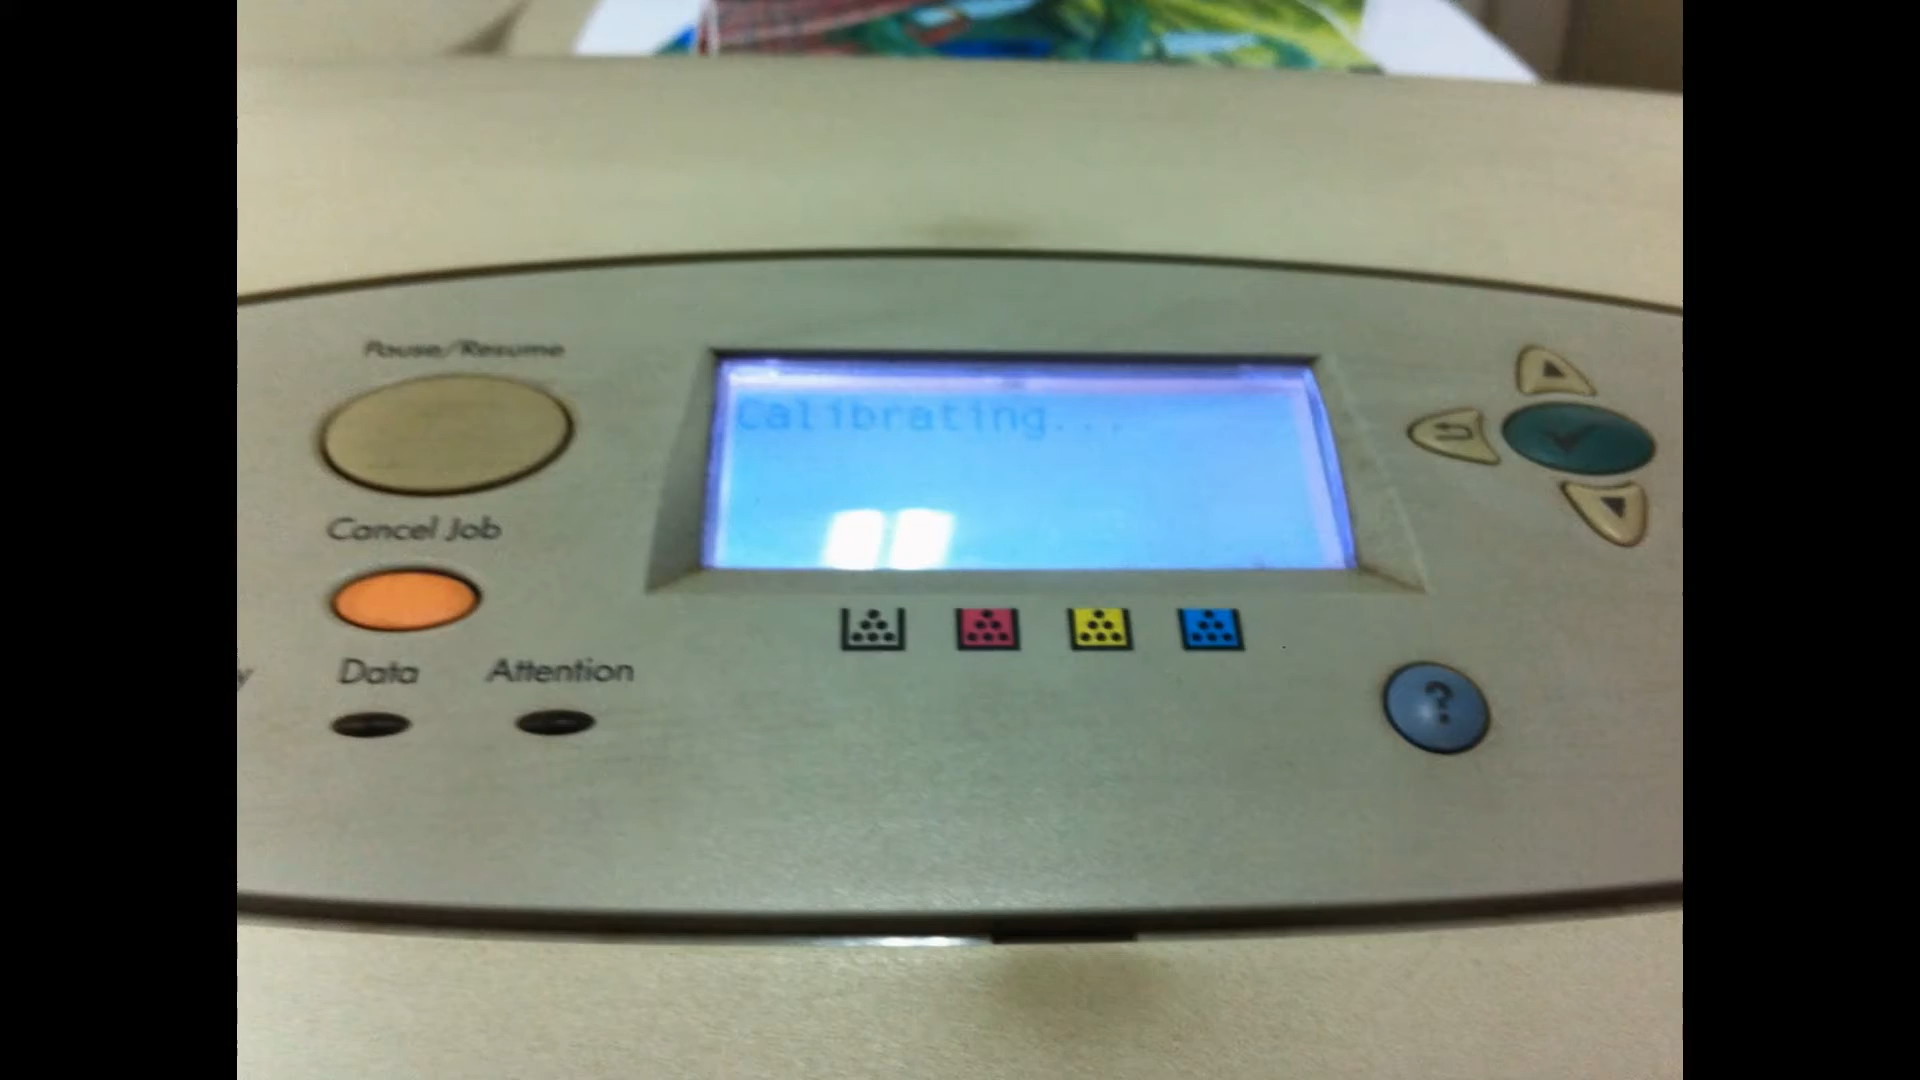 Pause/Resume
Calibrating...
Cancel Job
Data
Attention
?